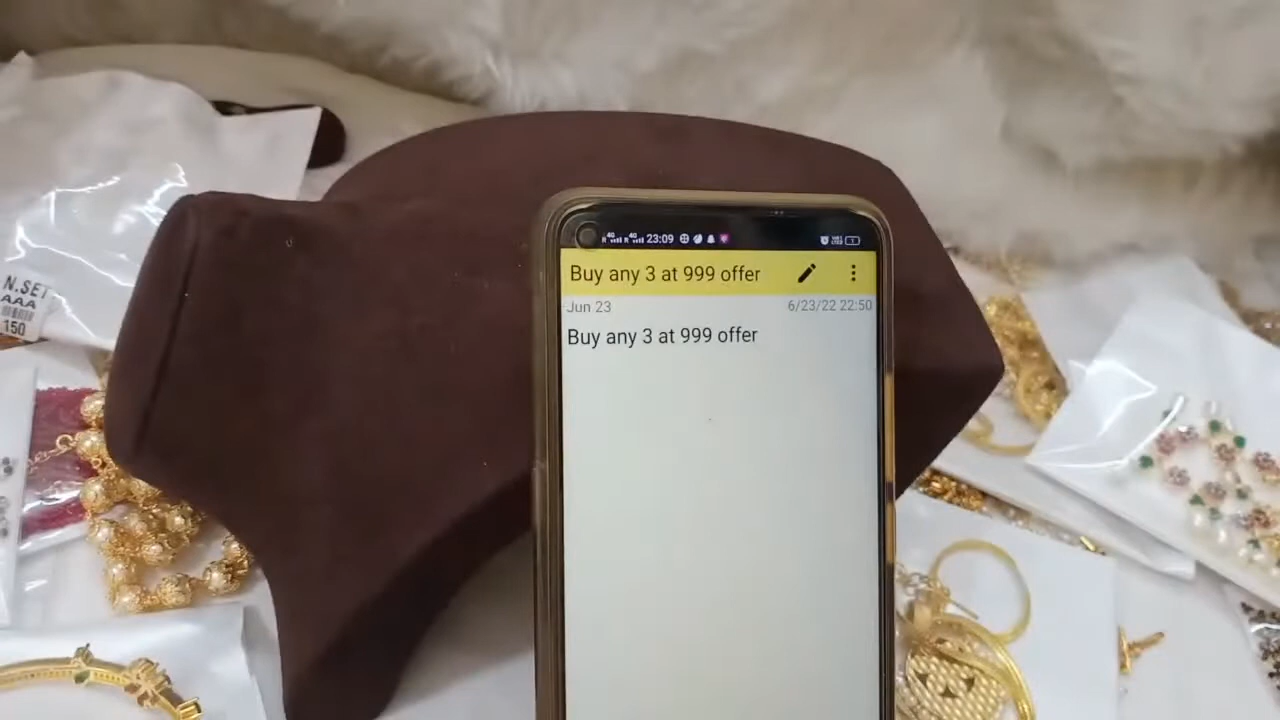 23:09
Buy any 3 at 999 offer
Jun 23
6/23/22 22:50
Buy any 3 at 999 offer
N.SET
AAA
150